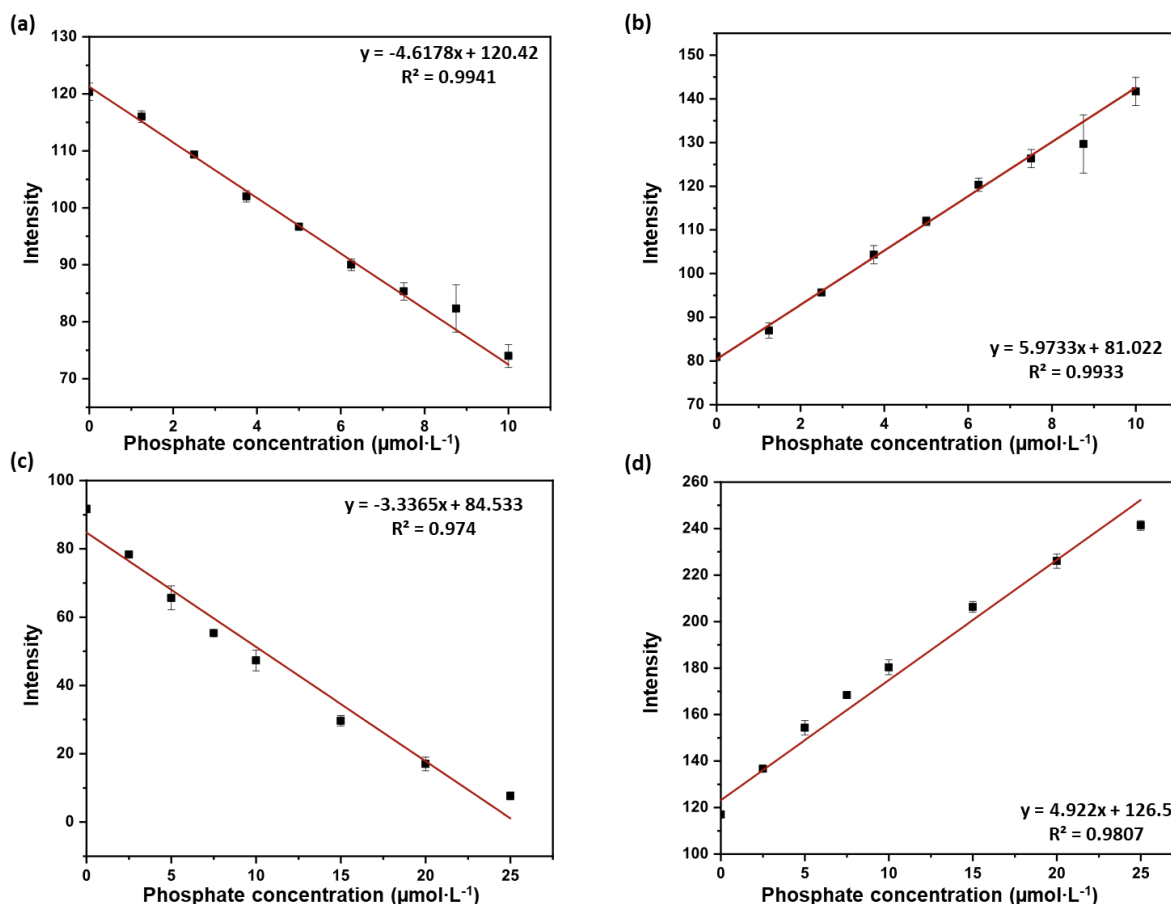 (a)
130
120
110
100
90
80
70
Intensity
0 2 4 6 8 10
Phosphate concentration (µmol·L⁻¹)
y = -4.6178x + 120.42
R² = 0.9941
(b)
150
140
130
120
110
100
90
80
70
Intensity
0 2 4 6 8 10
Phosphate concentration (µmol·L⁻¹)
y = 5.9733x + 81.022
R² = 0.9933
(c)
100
80
60
40
20
0
Intensity
0 5 10 15 20 25
Phosphate concentration (µmol·L⁻¹)
y = -3.3365x + 84.533
R² = 0.974
(d)
260
240
220
200
180
160
140
120
100
Intensity
0 5 10 15 20 25
Phosphate concentration (µmol·L⁻¹)
y = 4.922x + 126.5
R² = 0.9807